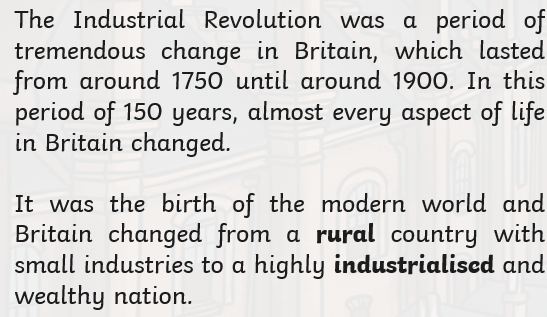 The Industrial Revolution was a period of
tremendous change in Britain, which lasted
from around 1750 until around 1900. In this
period of 150 years, almost every aspect of life
in Britain changed.
It was the birth of the modern world and
Britain changed from a rural country with
small industries to a highly industrialised and
wealthy nation.